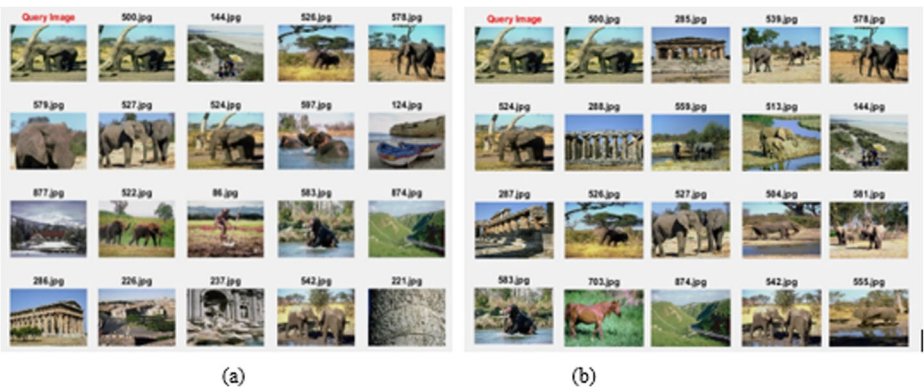 Query Image 500.jpg 144.jpg 526.jpg 578.jpg
579.jpg 527.jpg 524.jpg 597.jpg 124.jpg
877.jpg 522.jpg 86.jpg 583.jpg 874.jpg
286.jpg 226.jpg 237.jpg 542.jpg 221.jpg
(a)
Query Image 500.jpg 285.jpg 539.jpg 578.jpg
524.jpg 288.jpg 559.jpg 513.jpg 144.jpg
287.jpg 526.jpg 527.jpg 584.jpg 581.jpg
583.jpg 703.jpg 874.jpg 542.jpg 555.jpg
(b)